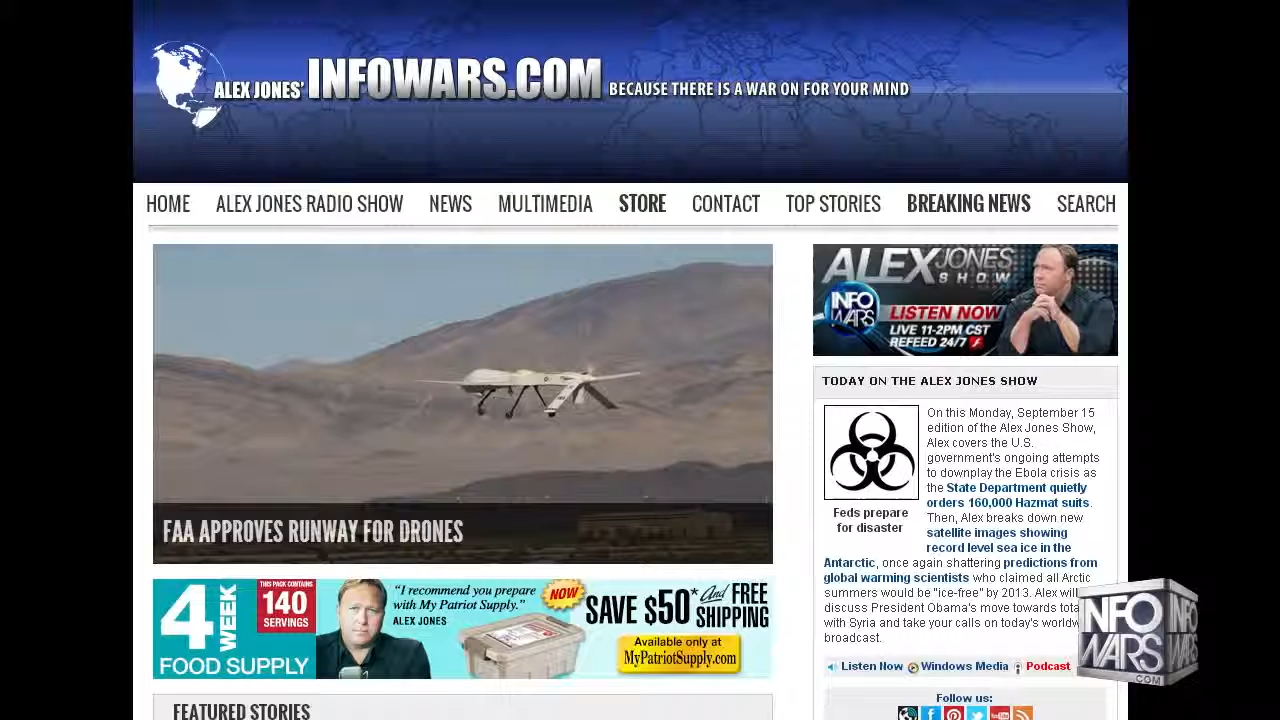 ALEX JONES' INFOWARS.COM BECAUSE THERE IS A WAR ON FOR YOUR MIND
HOME ALEX JONES RADIO SHOW NEWS MULTIMEDIA STORE CONTACT TOP STORIES BREAKING NEWS SEARCH
FAA APPROVES RUNWAY FOR DRONES
4 WEEK
FOOD SUPPLY
THIS PACK CONTAINS
140
SERVINGS
"I recommend you prepare
with My Patriot Supply."
ALEX JONES
NOW
SAVE $50* And FREE
SHIPPING
Available only at
MyPatriotSupply.com
FEATURED STORIES
ALEX JONES
SHOW
INFO
WARS
LISTEN NOW
LIVE 11-2PM CST
REFEED 24/7
TODAY ON THE ALEX JONES SHOW
Feds prepare
for disaster
On this Monday, September 15
edition of the Alex Jones Show,
Alex covers the U.S.
government's ongoing attempts
to downplay the Ebola crisis as
the State Department quietly
orders 160,000 Hazmat suits.
Then, Alex breaks down new
satellite images showing
record level sea ice in the
Antarctic, once again shattering predictions from
global warming scientists who claimed all Arctic
summers would be "ice-free" by 2013. Alex will
discuss President Obama's move towards
with Syria and take your calls on today's
broadcast.
Listen Now Windows Media Podcast
Follow us:
INFO
WARS
.COM